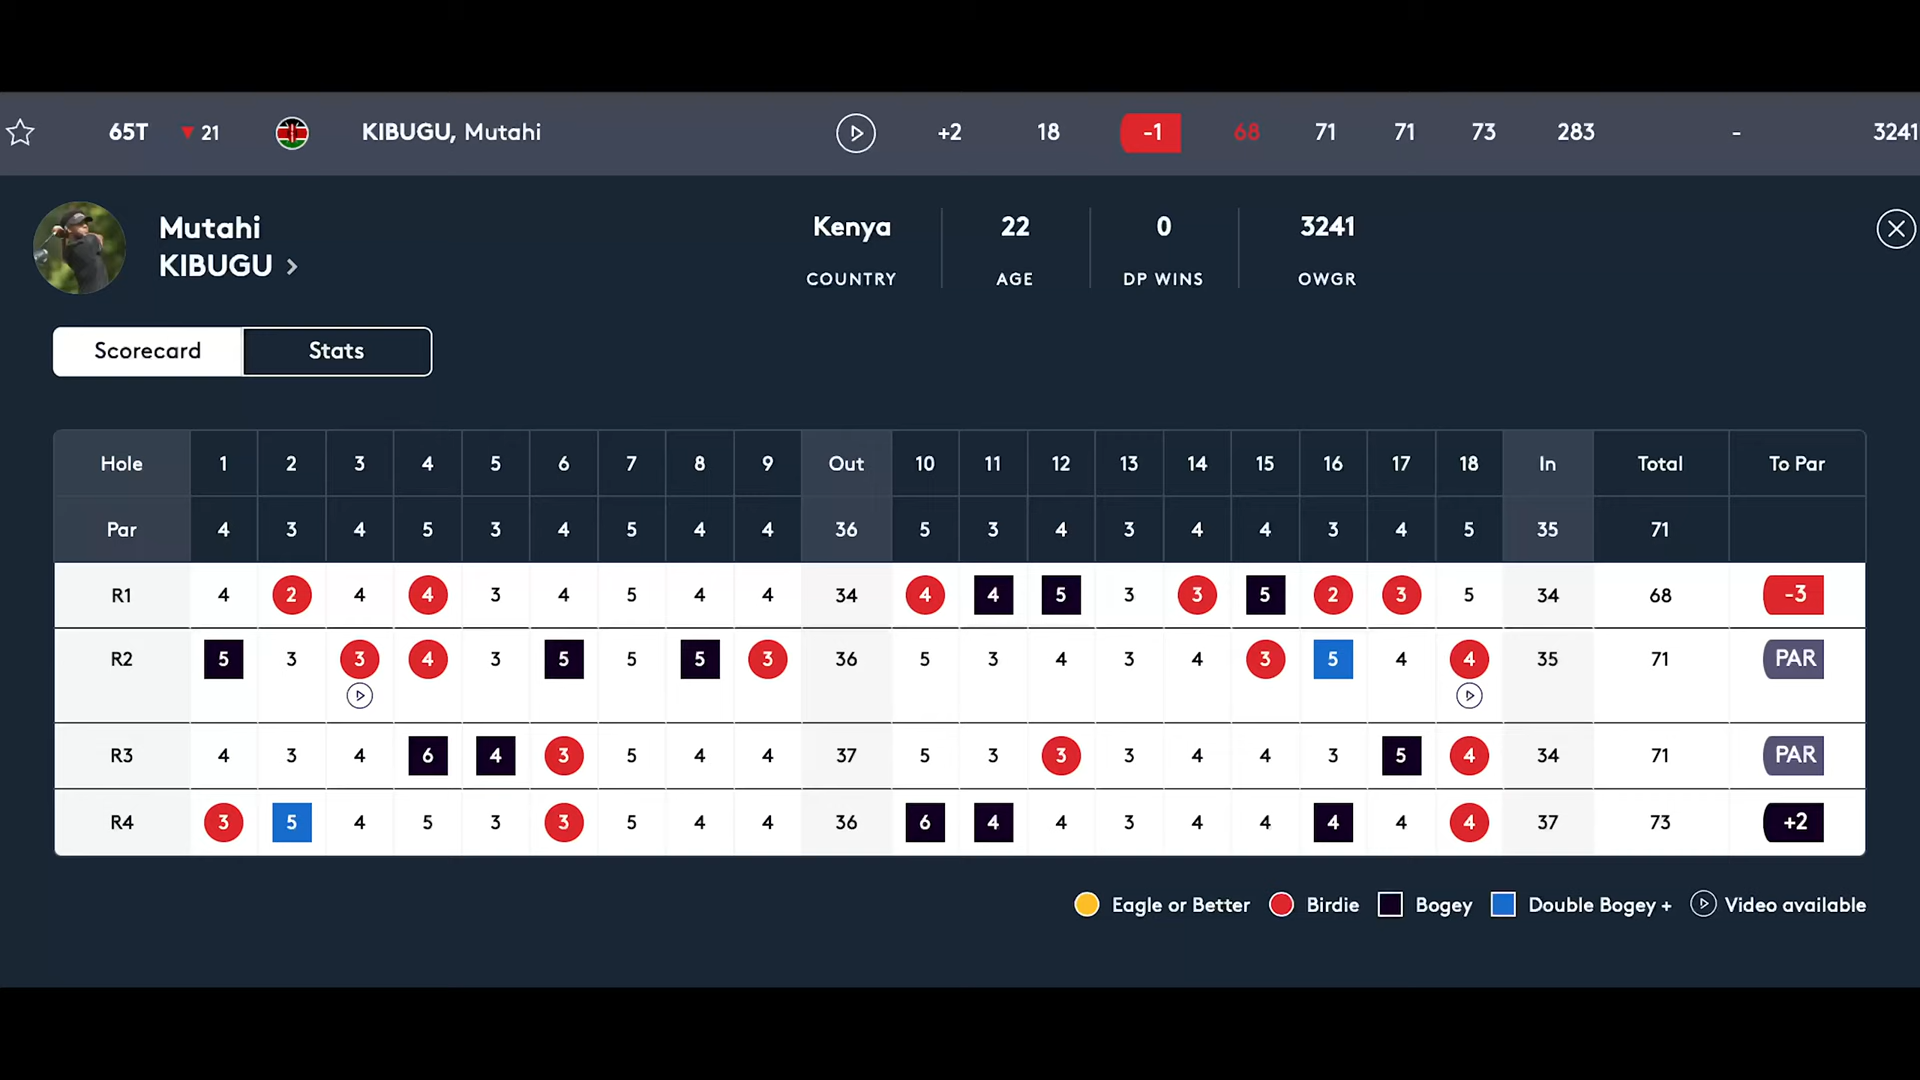 65T 21 KIBUGU, Mutahi +2 18 -1 68 71 71 73 283 - 3241
Mutahi
KIBUGU
Kenya 22 0 3241
COUNTRY AGE DP WINS OWGR
Scorecard Stats
Hole 1 2 3 4 5 6 7 8 9 Out 10 11 12 13 14 15 16 17 18 In Total To Par
Par 4 3 4 5 3 4 5 4 4 36 5 3 4 3 4 4 3 4 5 35 71
R1 4 2 4 4 3 4 5 4 4 34 4 4 5 3 3 5 2 3 5 34 68 -3
R2 5 3 3 4 3 5 5 5 3 36 5 3 4 3 4 3 5 4 4 35 71 PAR
R3 4 3 4 6 4 3 5 4 4 37 5 3 3 3 4 4 3 5 4 34 71 PAR
R4 3 5 4 5 3 3 5 4 4 36 6 4 4 3 4 4 4 4 4 37 73 +2
Eagle or Better Birdie Bogey Double Bogey + Video available